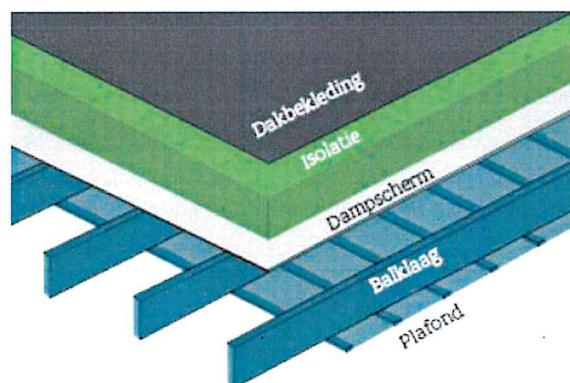 Dakbekleding
Isolatie
Dampscherm
Balklaag
Plafond